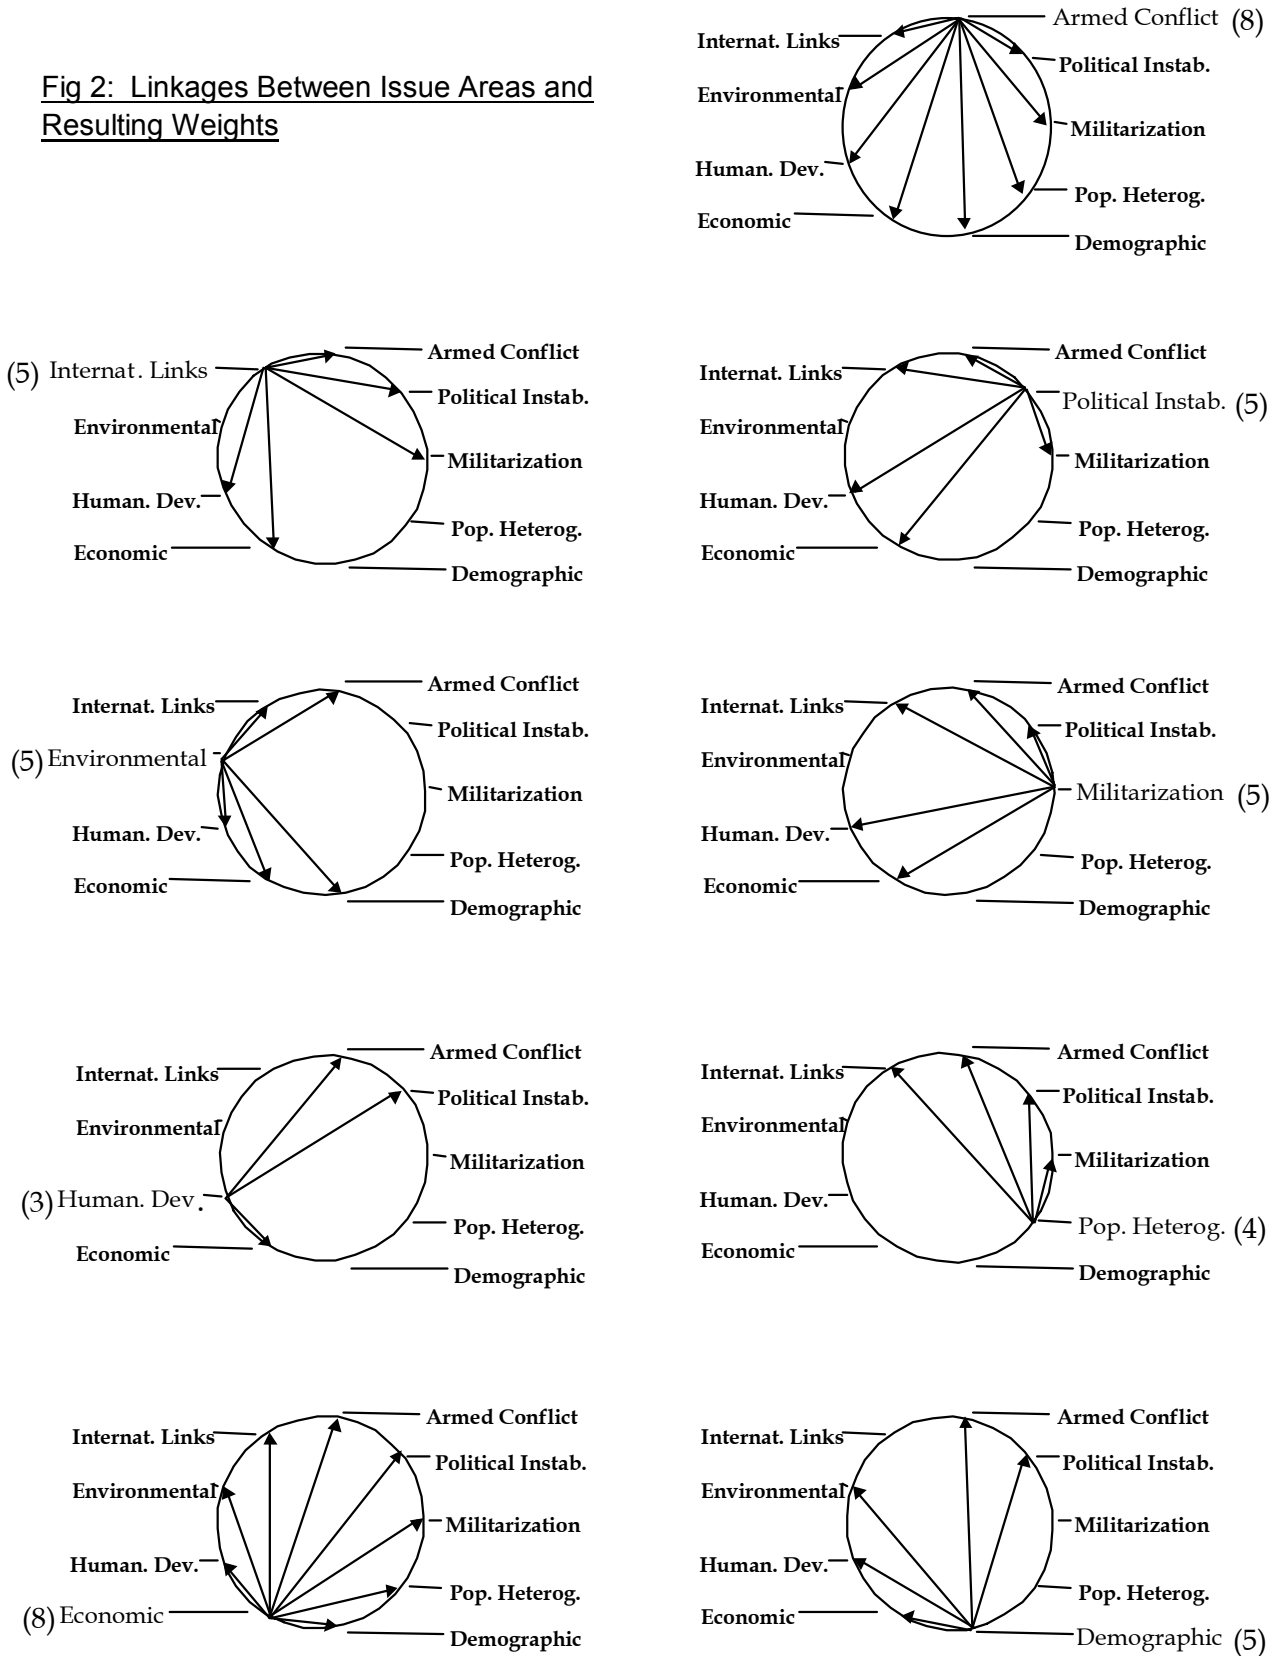 Fig 2: Linkages Between Issue Areas and
Resulting Weights
Armed Conflict (8)
Internat. Links
Political Instab.
Environmental
Militarization
Human. Dev.
Pop. Heterog.
Economic
Demographic
Armed Conflict
(5) Internat. Links
Political Instab.
Environmental
Militarization
Human. Dev.
Pop. Heterog.
Economic
Demographic
Armed Conflict
Internat. Links
Political Instab. (5)
Environmental
Militarization
Human. Dev.
Pop. Heterog.
Economic
Demographic
Armed Conflict
Internat. Links
Political Instab.
(5) Environmental
Militarization
Human. Dev.
Pop. Heterog.
Economic
Demographic
Armed Conflict
Internat. Links
Political Instab.
Environmental
Militarization (5)
Human. Dev.
Pop. Heterog.
Economic
Demographic
Armed Conflict
Internat. Links
Political Instab.
Environmental
Militarization
(3) Human. Dev.
Pop. Heterog.
Economic
Demographic
Armed Conflict
Internat. Links
Political Instab.
Environmental
Militarization
Human. Dev.
Pop. Heterog. (4)
Economic
Demographic
Armed Conflict
Internat. Links
Political Instab.
Environmental
Militarization
Human. Dev.
Pop. Heterog.
(8) Economic
Demographic
Armed Conflict
Internat. Links
Political Instab.
Environmental
Militarization
Human. Dev.
Pop. Heterog.
Economic
Demographic (5)